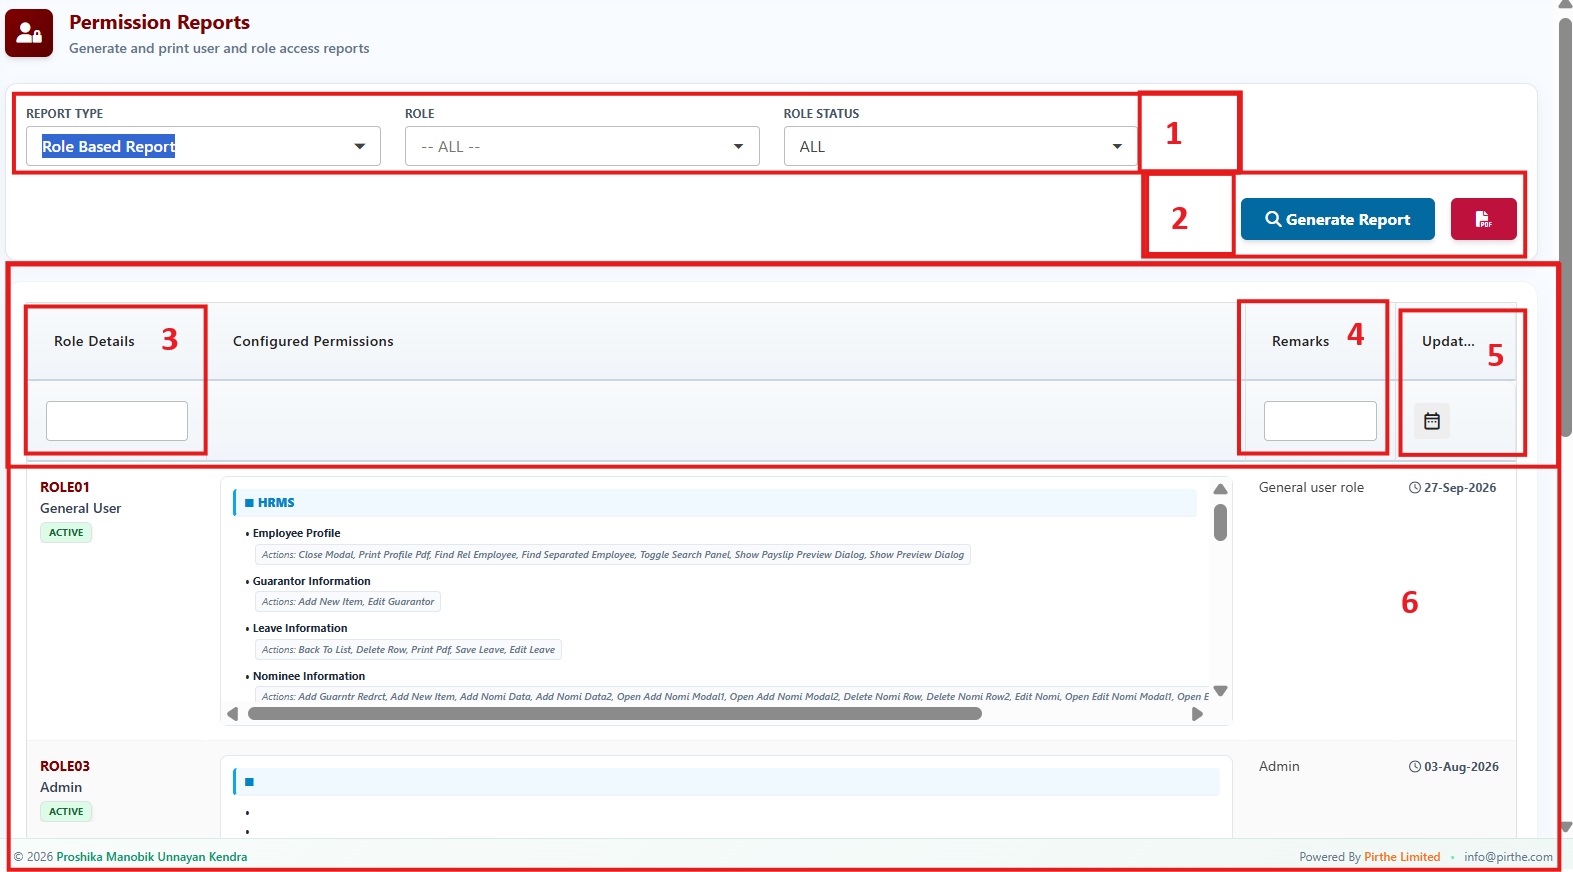 Permission Reports
Generate and print user and role access reports
REPORT TYPE
ROLE
ROLE STATUS
Role Based Report
-- ALL --
ALL
1
2
Generate Report
PDF
Role Details
3
Configured Permissions
Remarks
4
Updat...
5
ROLE01
General User
ACTIVE
HRMS
• Employee Profile
Actions: Close Modal, Print Profile Pdf, Find Rel Employee, Find Separated Employee, Toggle Search Panel, Show Payslip Preview Dialog, Show Preview Dialog
• Guarantor Information
Actions: Add New Item, Edit Guarantor
• Leave Information
Actions: Back To List, Delete Row, Print Pdf, Save Leave, Edit Leave
• Nominee Information
Actions: Add Guarntr Redrct, Add New Item, Add Nomi Data, Add Nomi Data2, Open Add Nomi Modal1, Open Add Nomi Modal2, Delete Nomi Row, Delete Nomi Row2, Edit Nomi, Open Edit Nomi Modal1, Open E
General user role
27-Sep-2026
6
ROLE03
Admin
ACTIVE
Admin
03-Aug-2026
© 2026 Proshika Manobik Unnayan Kendra
Powered By Pirthe Limited • info@pirthe.com